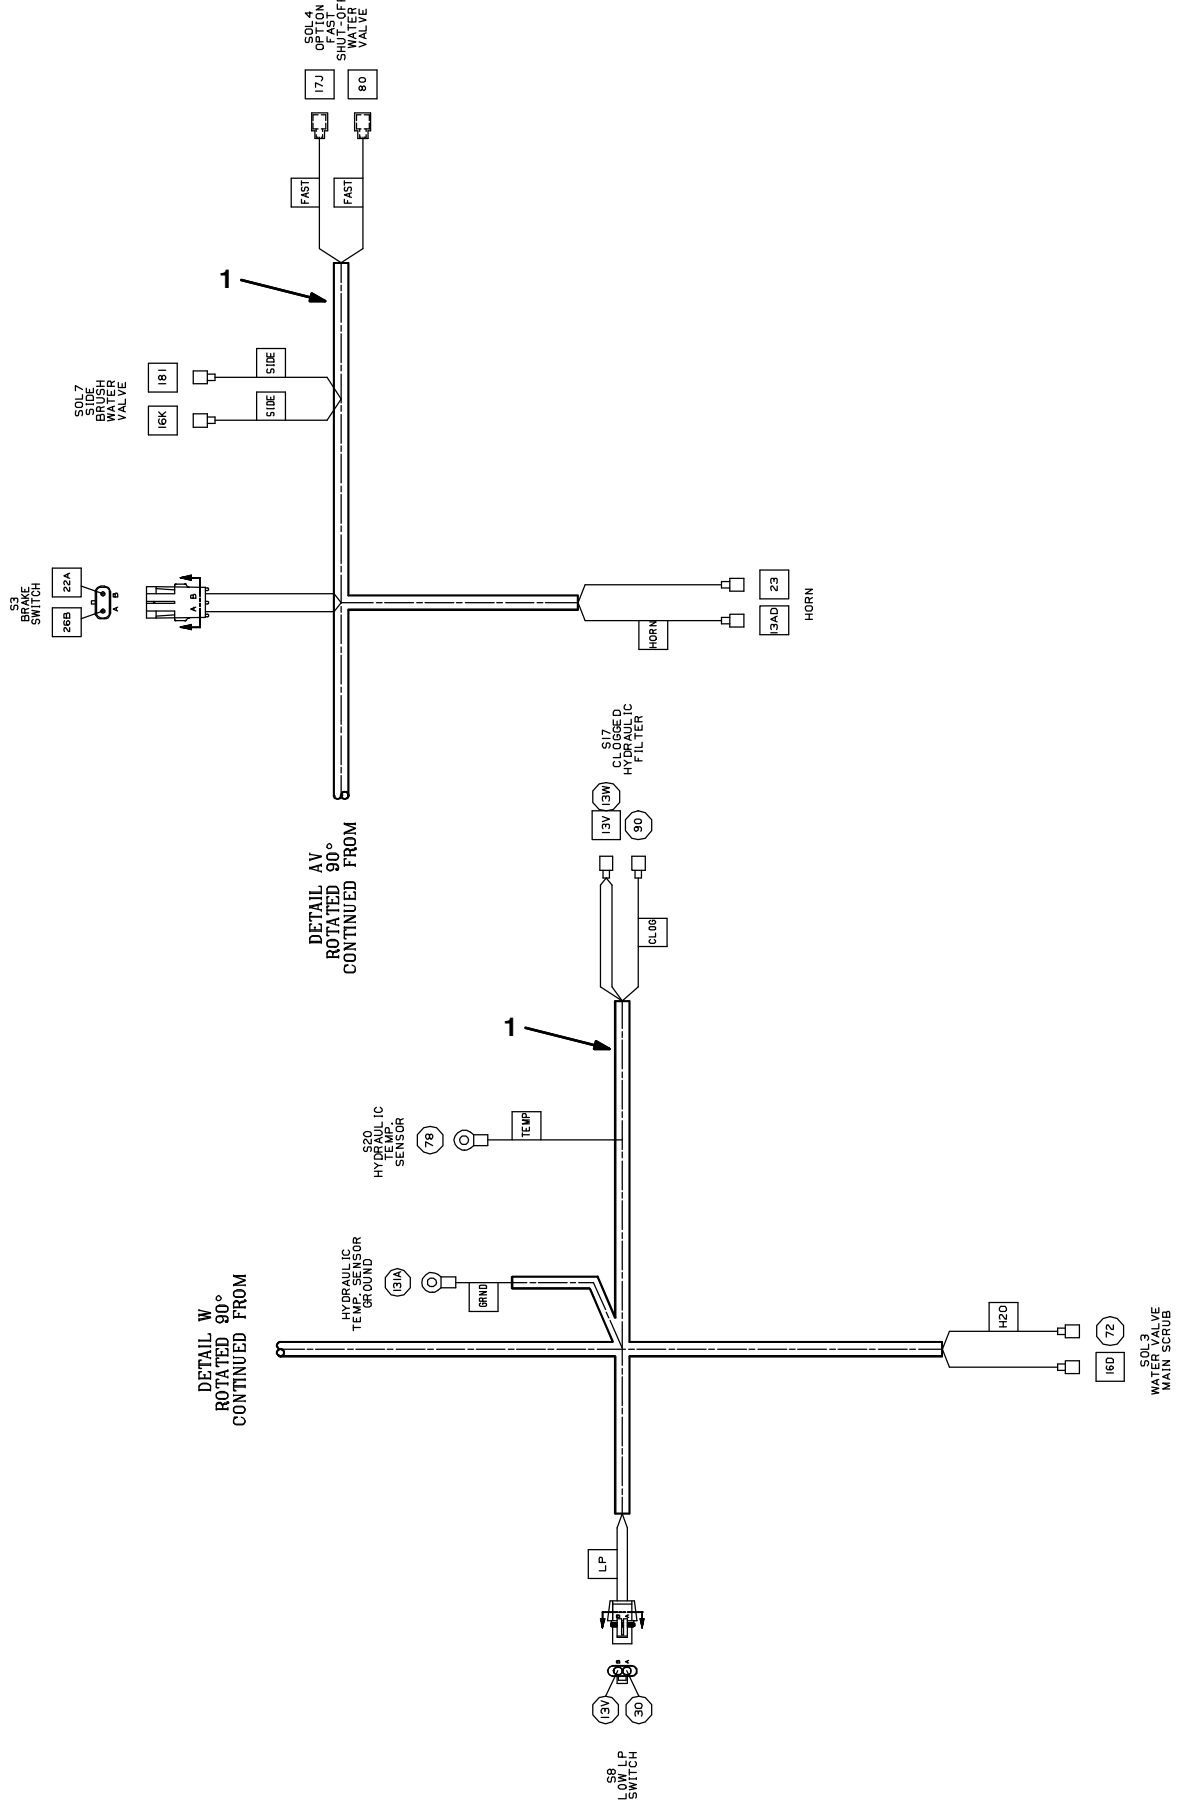 SOL4
OPTION
FAST
SHUT-OFF
WATER
VALVE
17J
80
FAST
FAST
1
SOL7
SIDE
BRUSH
WATER
VALVE
181
16K
SIDE
SIDE
S3
BRAKE
SWITCH
22A
26B
A B
A B
HORN
23
13AD
HORN
DETAIL AV
ROTATED 90°
CONTINUED FROM
S17
CLOGGED
HYDRAULIC
FILTER
13V
13W
90
CLOG
1
S20
HYDRAULIC
TEMP.
SENSOR
78
TEMP
HYDRAULIC
TEMP. SENSOR
GROUND
131A
GRND
DETAIL W
ROTATED 90°
CONTINUED FROM
H20
72
16D
SOL3
WATER VALVE
MAIN SCRUB
LP
B
A
13V
30
S8
LOW LP
SWITCH